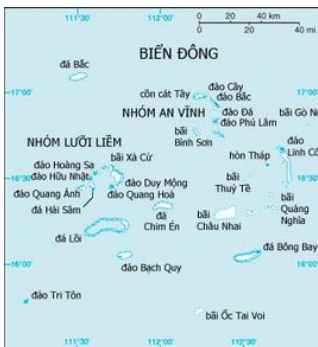 111°30' 112°00'
0 20 40 km
0 20 40 mi
BIỂN ĐÔNG
đá Bắc
17°00'
17°00'
cồn cát Tây
đảo Cây
đảo Bắc
NHÓM AN VĨNH
đảo Đá
đảo Phú Lâm
bãi Gò N
bãi
Bình Sơn
NHÓM LƯỠI LIỀM
đảo
Linh Cô
bãi Xà Cừ
hòn Tháp
đảo Hoàng Sa
đảo Hữu Nhật
16°30'
16°30'
đảo Duy Mộng
bãi
Thuỷ Tề
đảo Quang Ảnh
đảo Quang Hoà
đá Hải Sâm
đá
Chim Én
bãi
Châu Nhai
bãi
Quảng
Nghĩa
đá Lồi
đá Bông Bay
đảo Bạch Quy
16°00'
16°00'
đảo Tri Tôn
bãi Ốc Tai Voi
111°30' 112°00' 112°30'